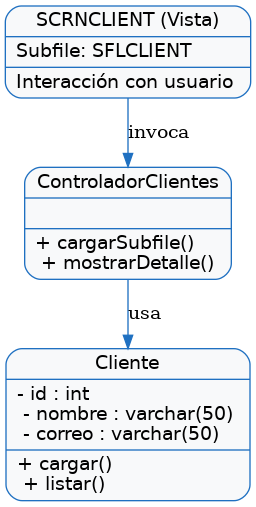 SCRNCLIENT (Vista)
Subfile: SFLCLIENT
Interacción con usuario
invoca
ControladorClientes
+ cargarSubfile()
+ mostrarDetalle()
usa
Cliente
- id : int
- nombre : varchar(50)
- correo : varchar(50)
+ cargar()
+ listar()